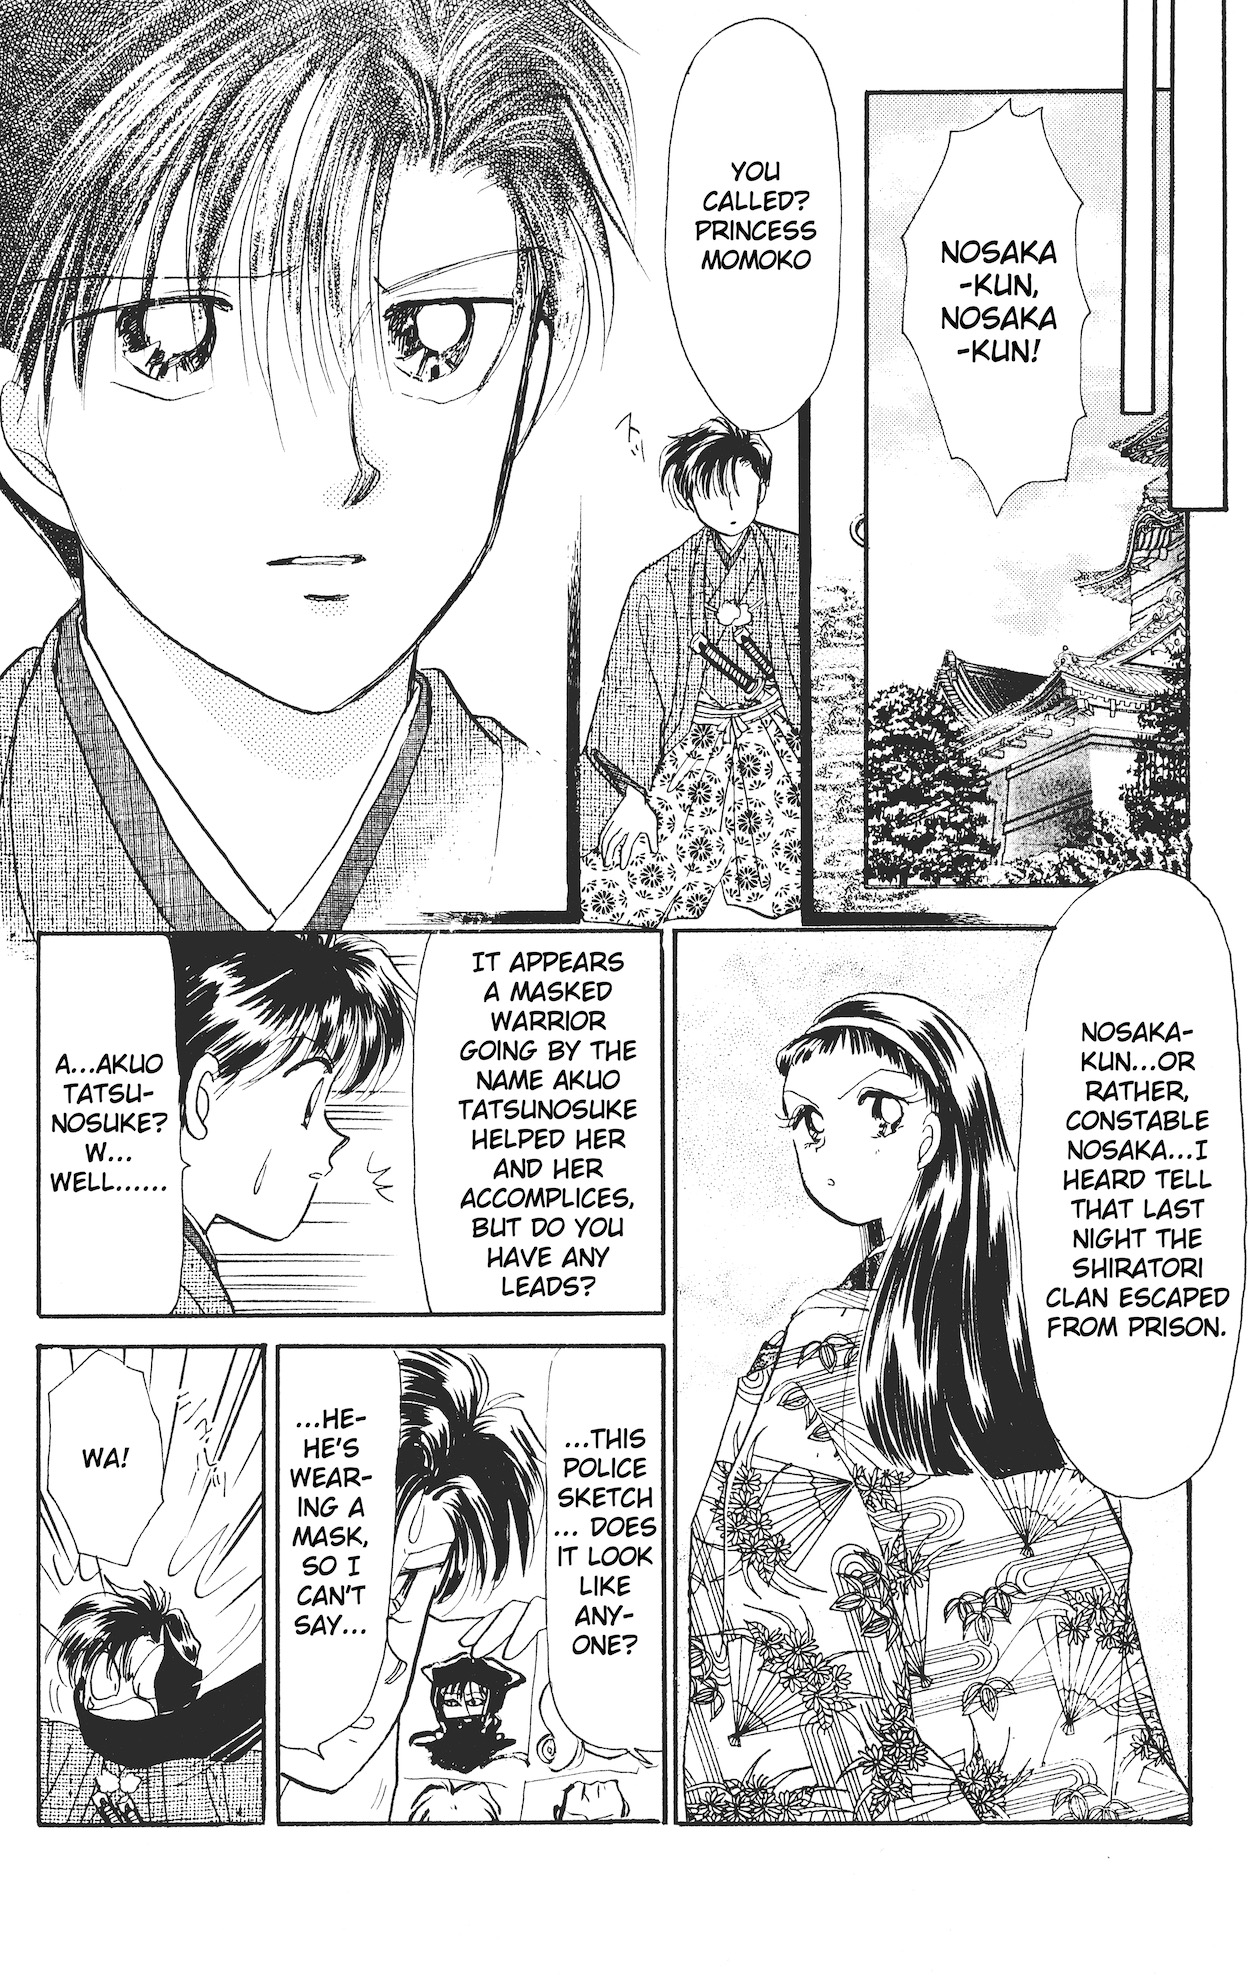 NOSAKA
-KUN,
NOSAKA
-KUN!
YOU
CALLED?
PRINCESS
MOMOKO
NOSAKA-
KUN...OR
RATHER,
CONSTABLE
NOSAKA...I
HEARD TELL
THAT LAST
NIGHT THE
SHIRATORI
CLAN ESCAPED
FROM PRISON.
IT APPEARS
A MASKED
WARRIOR
GOING BY THE
NAME AKUO
TATSUNOSUKE
HELPED HER
AND HER
ACCOMPLICES,
BUT DO YOU
HAVE ANY
LEADS?
A...AKUO
TATSU-
NOSUKE?
W...
WELL......
...THIS
POLICE
SKETCH
... DOES
IT LOOK
LIKE
ANY-
ONE?
...HE-
HE'S
WEAR-
ING A
MASK,
SO I
CAN'T
SAY...
WA!